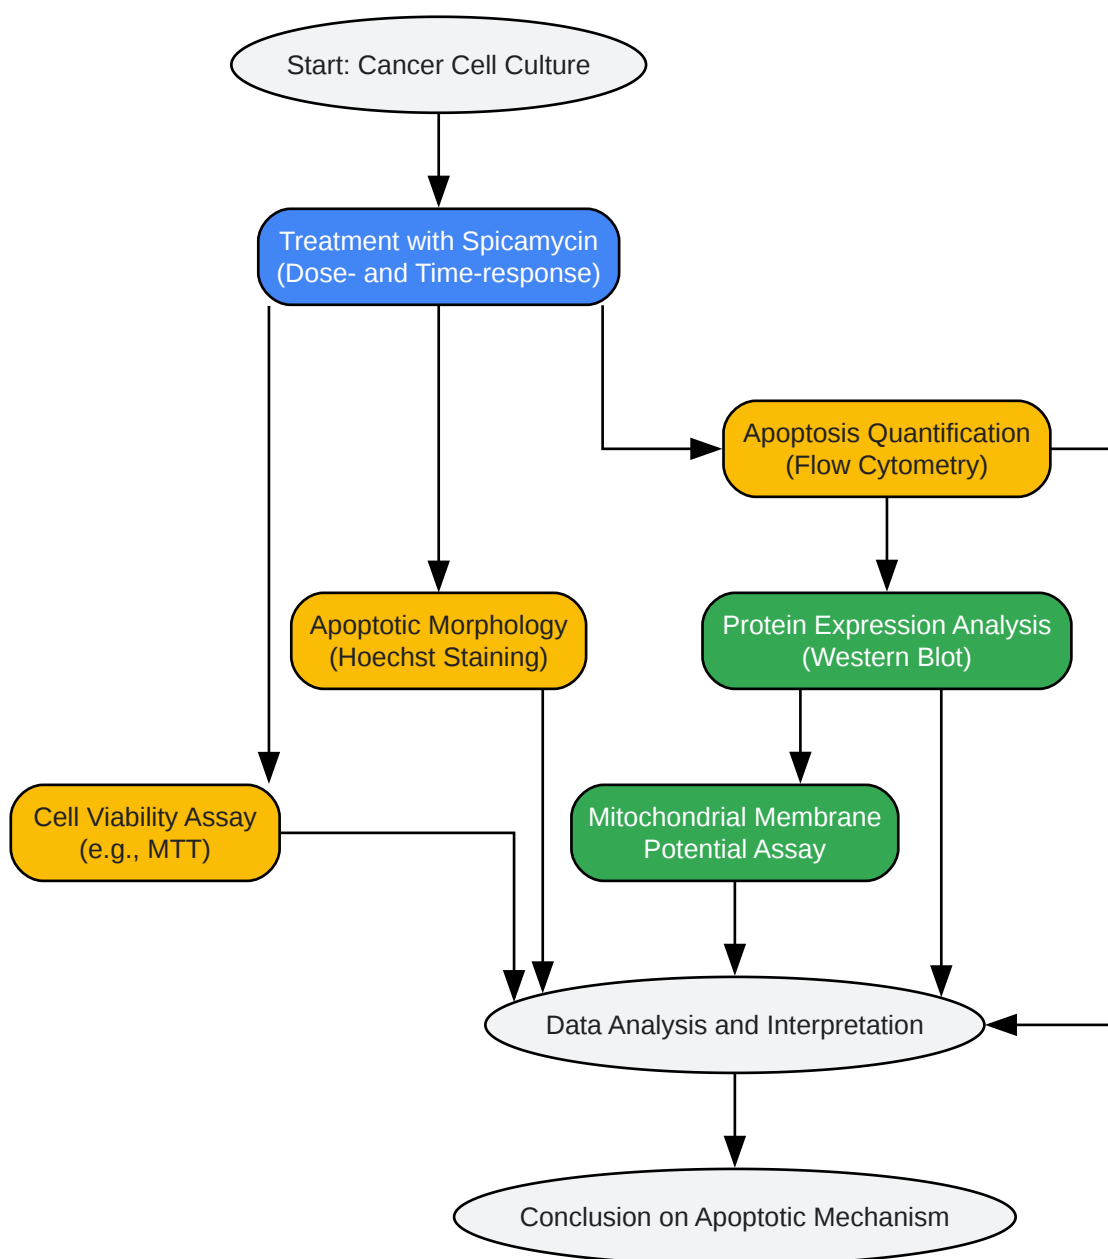 Start: Cancer Cell Culture
Treatment with Spicamycin
(Dose- and Time-response)
Apoptosis Quantification
(Flow Cytometry)
Apoptotic Morphology
(Hoechst Staining)
Protein Expression Analysis
(Western Blot)
Cell Viability Assay
(e.g., MTT)
Mitochondrial Membrane
Potential Assay
Data Analysis and Interpretation
Conclusion on Apoptotic Mechanism